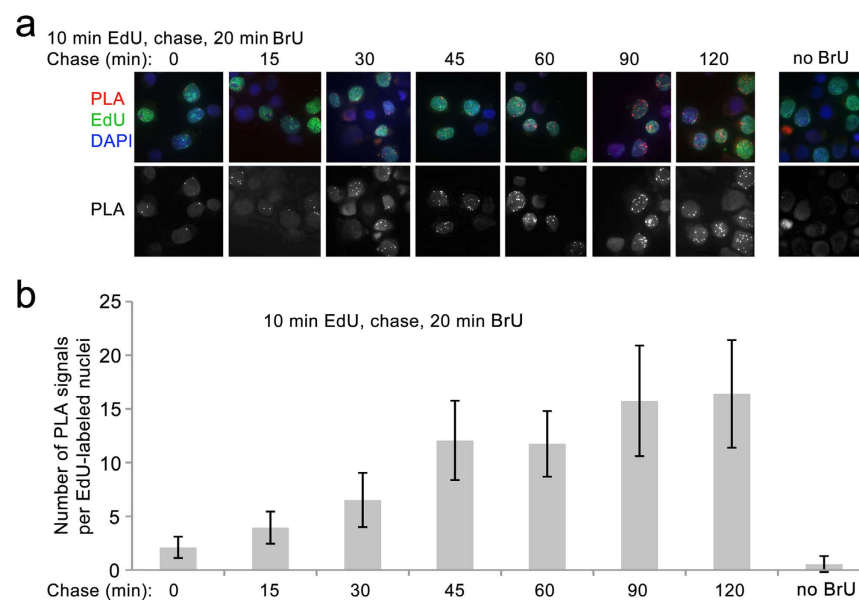 a
10 min EdU, chase, 20 min BrU
Chase (min): 0 15 30 45 60 90 120 no BrU
PLA
EdU
DAPI
PLA
b
25
10 min EdU, chase, 20 min BrU
20
15
10
5
0
Number of PLA signals
per EdU-labeled nuclei
Chase (min): 0 15 30 45 60 90 120 no BrU